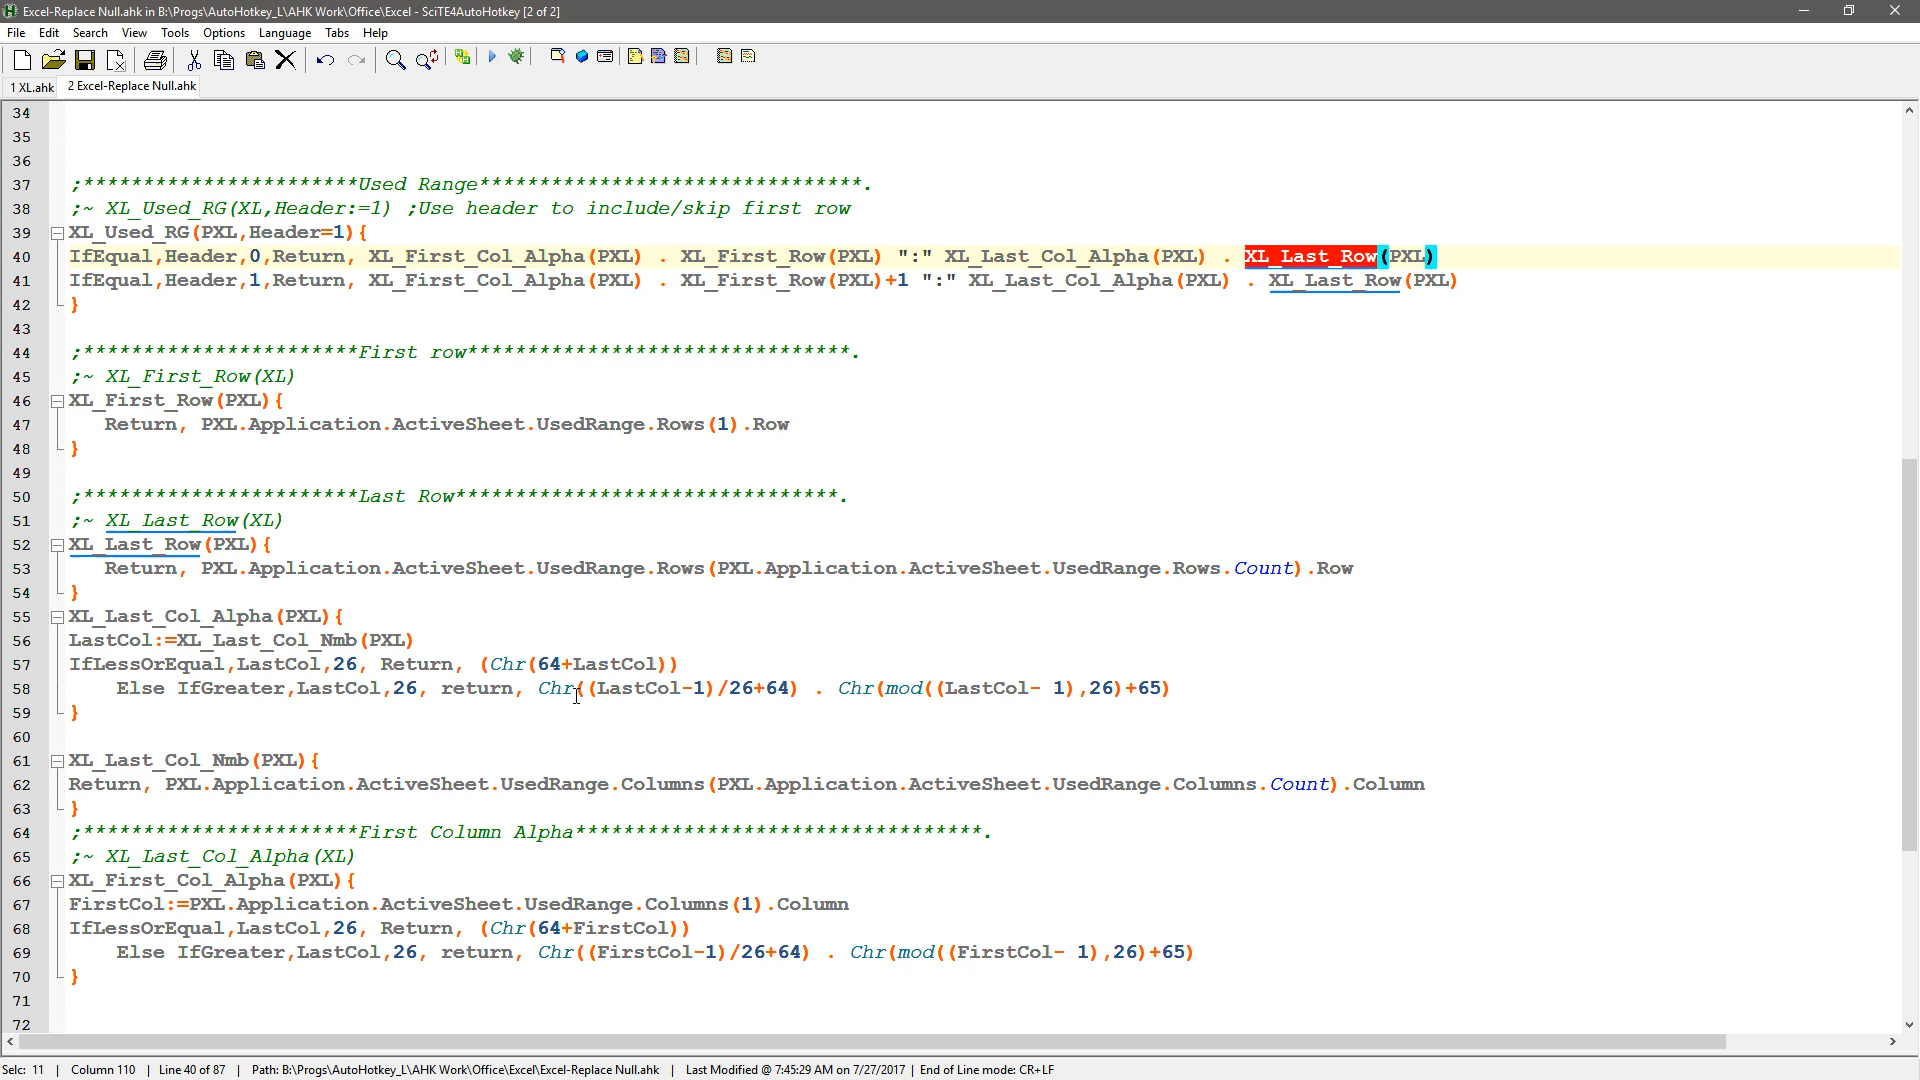 Excel-Replace Null.ahk in B:\Progs\AutoHotkey_L\AHK Work\Office\Excel - SciTE4AutoHotkey [2 of 2]
File Edit Search View Tools Options Language Tabs Help
1 XL.ahk 2 Excel-Replace Null.ahk
34
35
36
37 ;***********************Used Range********************************.
38 ;~ XL_Used_RG(XL,Header:=1) ;Use header to include/skip first row
39 XL_Used_RG(PXL,Header=1){
40 IfEqual,Header,0,Return, XL_First_Col_Alpha(PXL) . XL_First_Row(PXL) ":" XL_Last_Col_Alpha(PXL) . XL_Last_Row(PXL)
41 IfEqual,Header,1,Return, XL_First_Col_Alpha(PXL) . XL_First_Row(PXL)+1 ":" XL_Last_Col_Alpha(PXL) . XL_Last_Row(PXL)
42 }
43
44 ;***********************First row********************************.
45 ;~ XL_First_Row(XL)
46 XL_First_Row(PXL){
47 Return, PXL.Application.ActiveSheet.UsedRange.Rows(1).Row
48 }
49
50 ;***********************Last Row********************************.
51 ;~ XL_Last_Row(XL)
52 XL_Last_Row(PXL){
53 Return, PXL.Application.ActiveSheet.UsedRange.Rows(PXL.Application.ActiveSheet.UsedRange.Rows.Count).Row
54 }
55 XL_Last_Col_Alpha(PXL){
56 LastCol:=XL_Last_Col_Nmb(PXL)
57 IfLessOrEqual,LastCol,26, Return, (Chr(64+LastCol))
58 Else IfGreater,LastCol,26, return, Chr((LastCol-1)/26+64) . Chr(mod((LastCol- 1),26)+65)
59 }
60
61 XL_Last_Col_Nmb(PXL){
62 Return, PXL.Application.ActiveSheet.UsedRange.Columns(PXL.Application.ActiveSheet.UsedRange.Columns.Count).Column
63 }
64 ;***********************First Column Alpha**********************************.
65 ;~ XL_Last_Col_Alpha(XL)
66 XL_First_Col_Alpha(PXL){
67 FirstCol:=PXL.Application.ActiveSheet.UsedRange.Columns(1).Column
68 IfLessOrEqual,LastCol,26, Return, (Chr(64+FirstCol))
69 Else IfGreater,LastCol,26, return, Chr((FirstCol-1)/26+64) . Chr(mod((FirstCol- 1),26)+65)
70 }
71
72
Selc: 11 | Column 110 | Line 40 of 87 | Path: B:\Progs\AutoHotkey_L\AHK Work\Office\Excel\Excel-Replace Null.ahk | Last Modified @ 7:45:29 AM on 7/27/2017 | End of Line mode: CR+LF